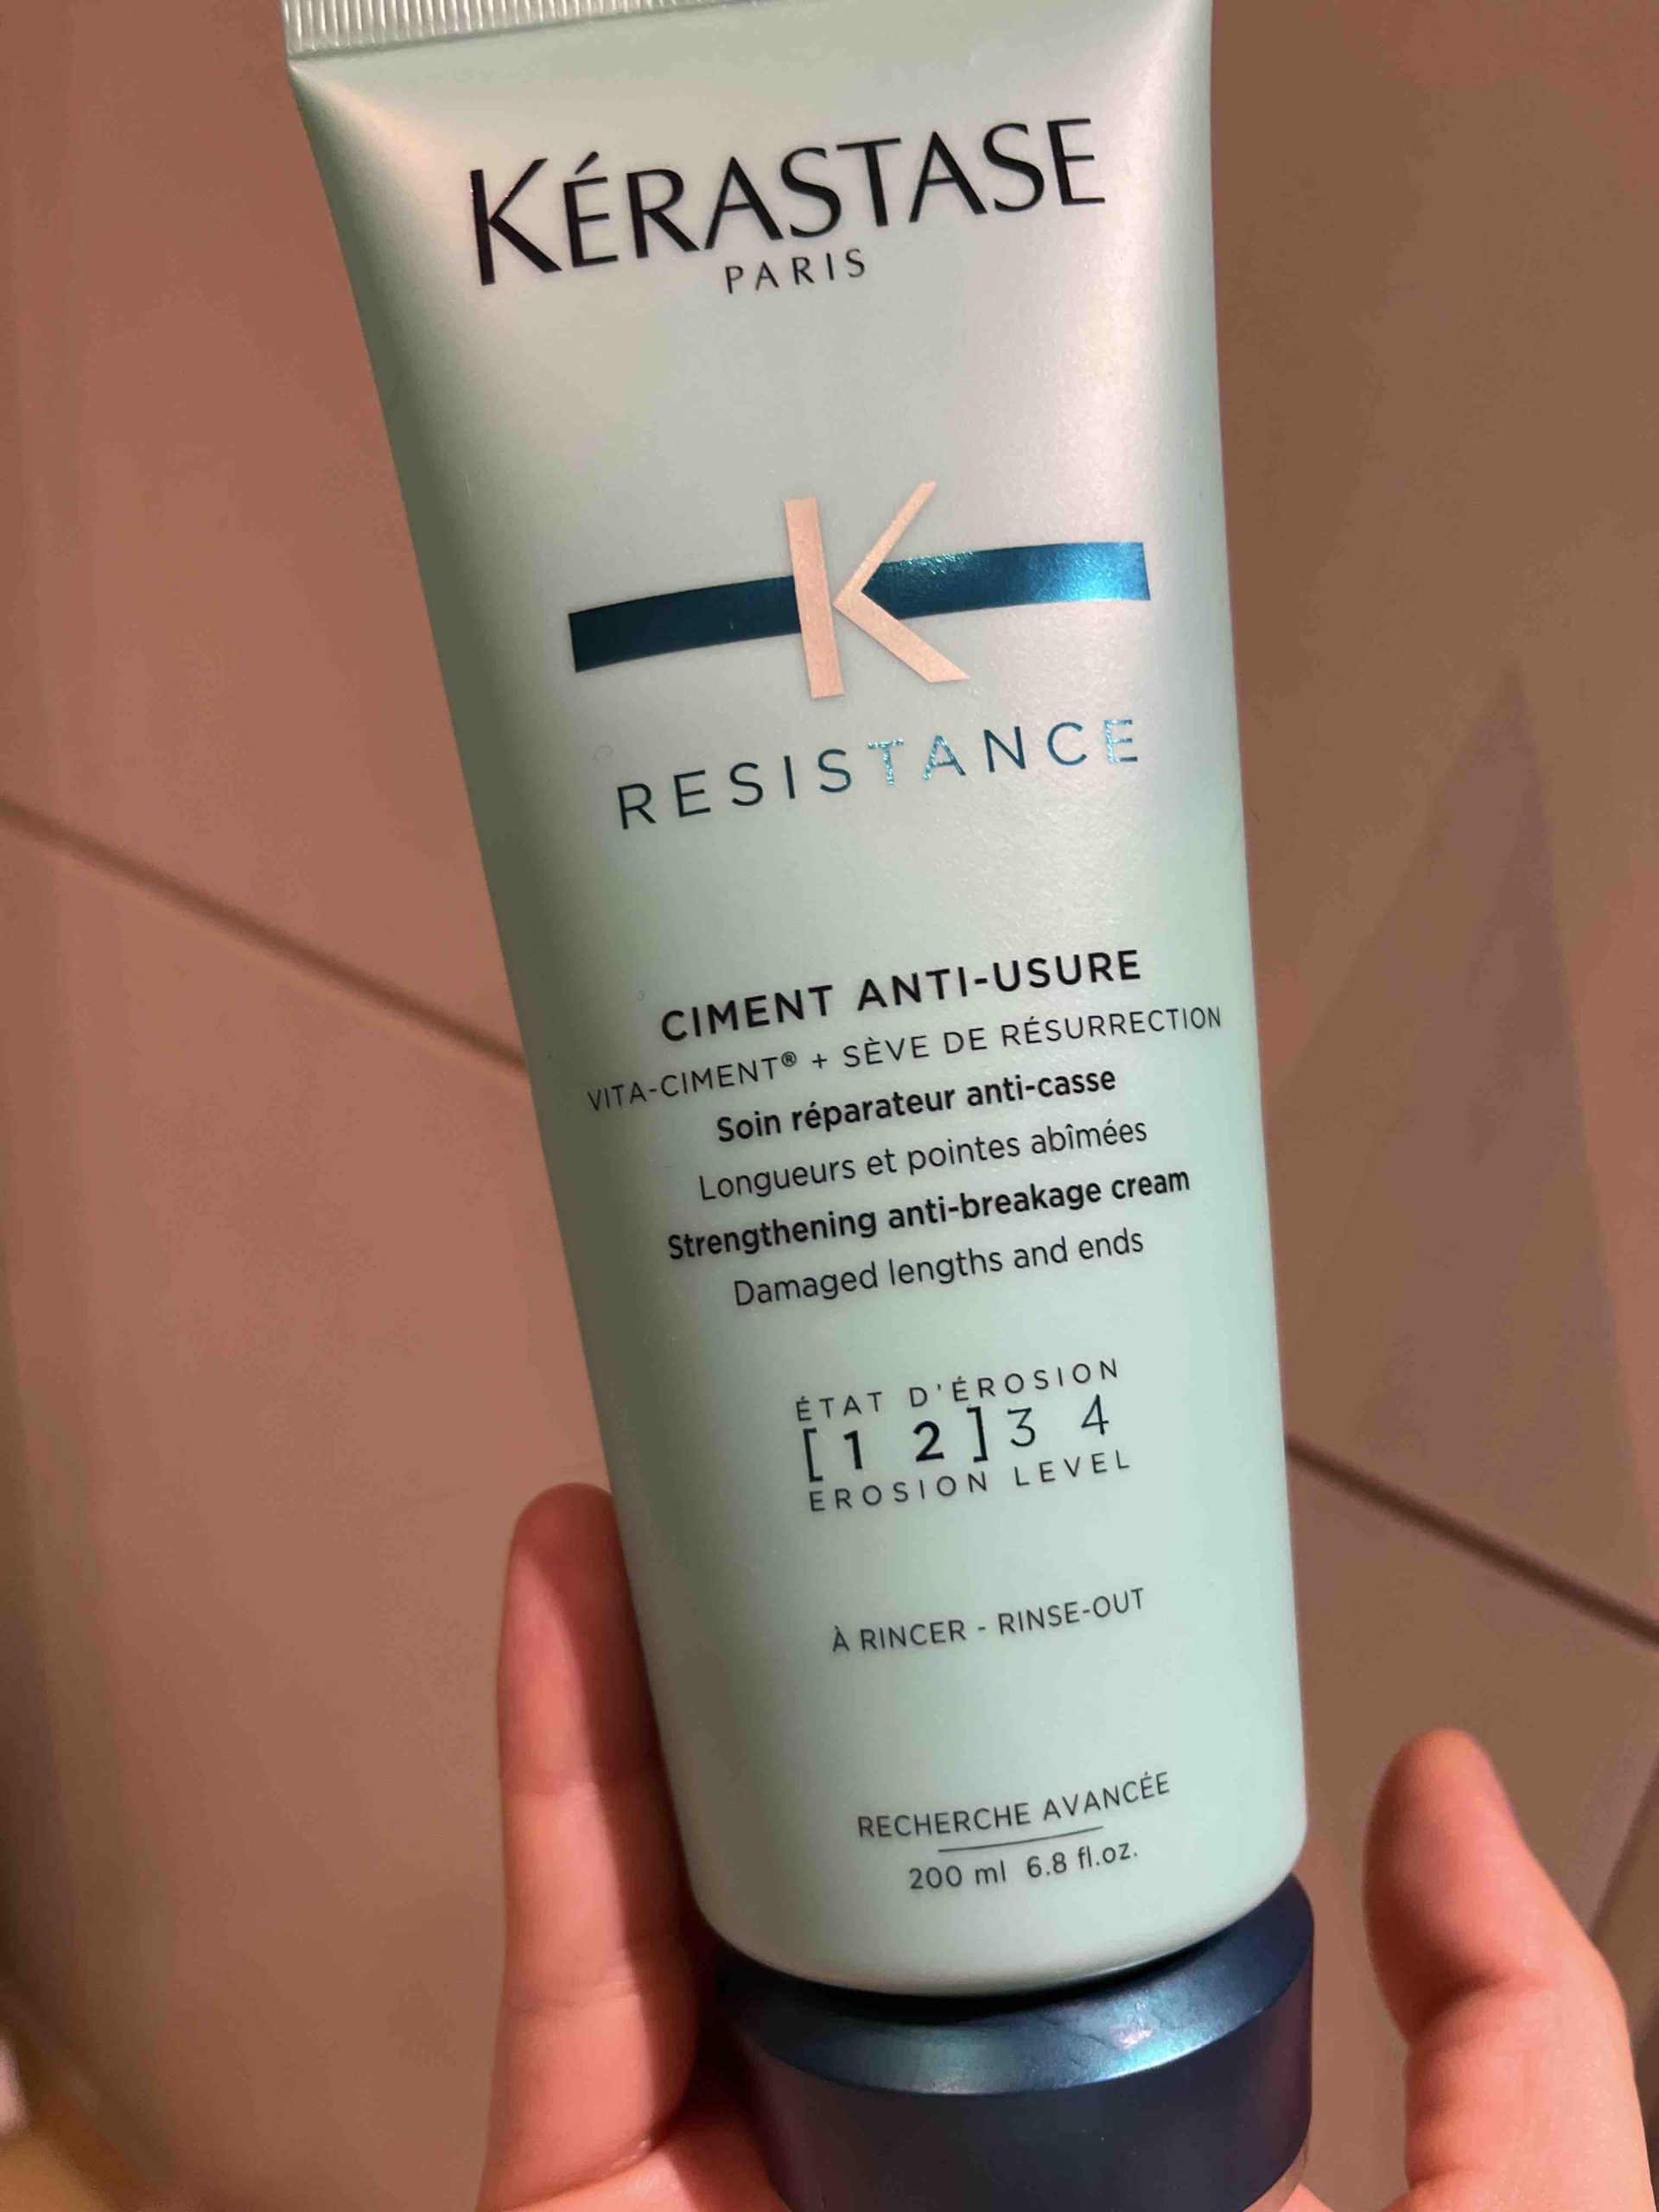 KÉRASTASE
PARIS
K
RESISTANCE
CIMENT ANTI-USURE
VITA-CIMENT® + SÈVE DE RÉSURRECTION
Soin réparateur anti-casse
Longueurs et pointes abîmées
Strengthening anti-breakage cream
Damaged lengths and ends
ÉTAT D'ÉROSION
[1 2] 3 4
EROSION LEVEL
À RINCER - RINSE-OUT
RECHERCHE AVANCÉE
200 ml 6.8 fl.oz.